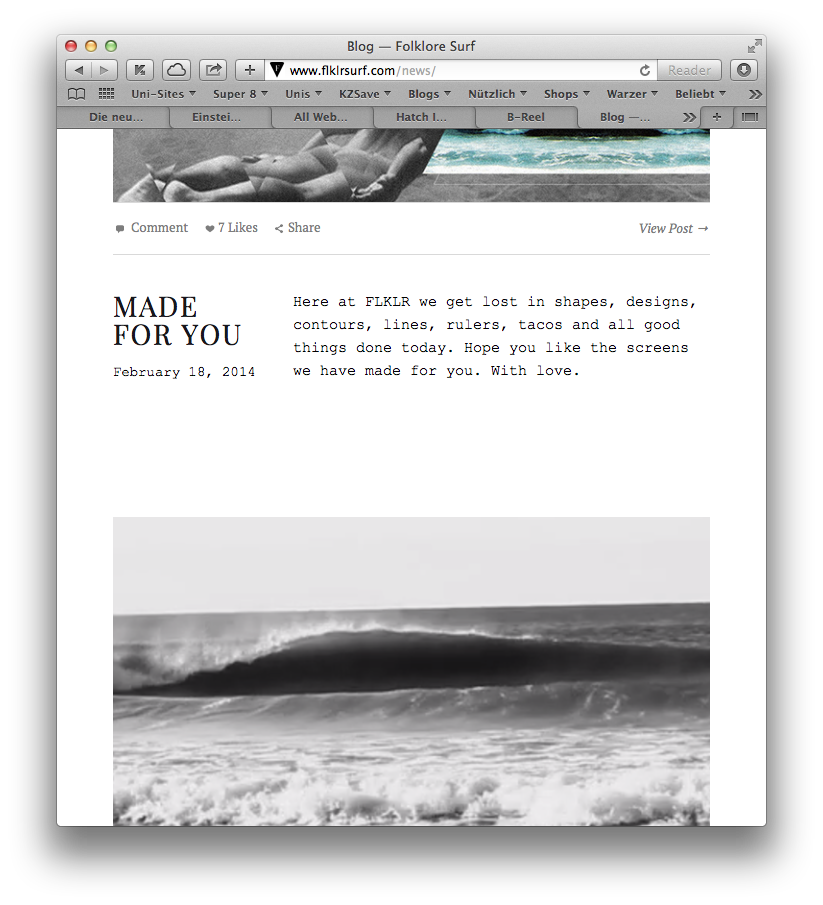 Blog — Folklore Surf
www.flklrsurf.com/news/
Reader
Uni-Sites Super 8 Unis KZSave Blogs Nützlich Shops Warzer Beliebt
Die neu... Einstei... All Web... Hatch I... B-Reel Blog —...
Comment 7 Likes Share View Post →
MADE
FOR YOU
February 18, 2014
Here at FLKLR we get lost in shapes, designs,
contours, lines, rulers, tacos and all good
things done today. Hope you like the screens
we have made for you. With love.